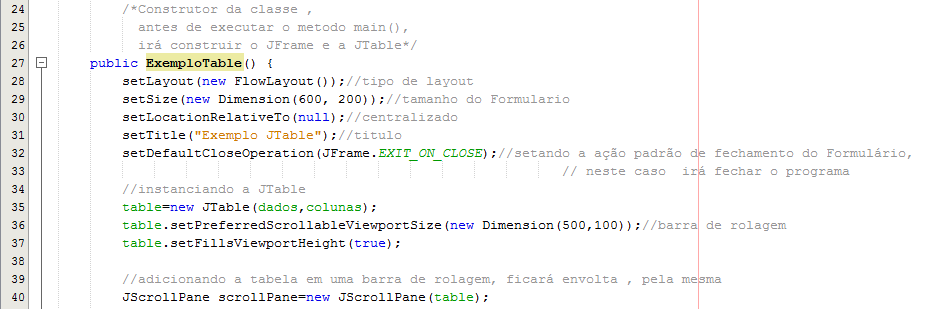 24 /*Construtor da classe ,
25 antes de executar o metodo main(),
26 irá construir o JFrame e a JTable*/
27 public ExemploTable() {
28 setLayout(new FlowLayout());//tipo de layout
29 setSize(new Dimension(600, 200));//tamanho do Formulario
30 setLocationRelativeTo(null);//centralizado
31 setTitle("Exemplo JTable");//titulo
32 setDefaultCloseOperation(JFrame.EXIT_ON_CLOSE);//setando a ação padrão de fechamento do Formulário,
33 // neste caso  irá fechar o programa
34 //instanciando a JTable
35 table=new JTable(dados,colunas);
36 table.setPreferredScrollableViewportSize(new Dimension(500,100));//barra de rolagem
37 table.setFillsViewportHeight(true);
38
39 //adicionando a tabela em uma barra de rolagem, ficará envolta , pela mesma
40 JScrollPane scrollPane=new JScrollPane(table);